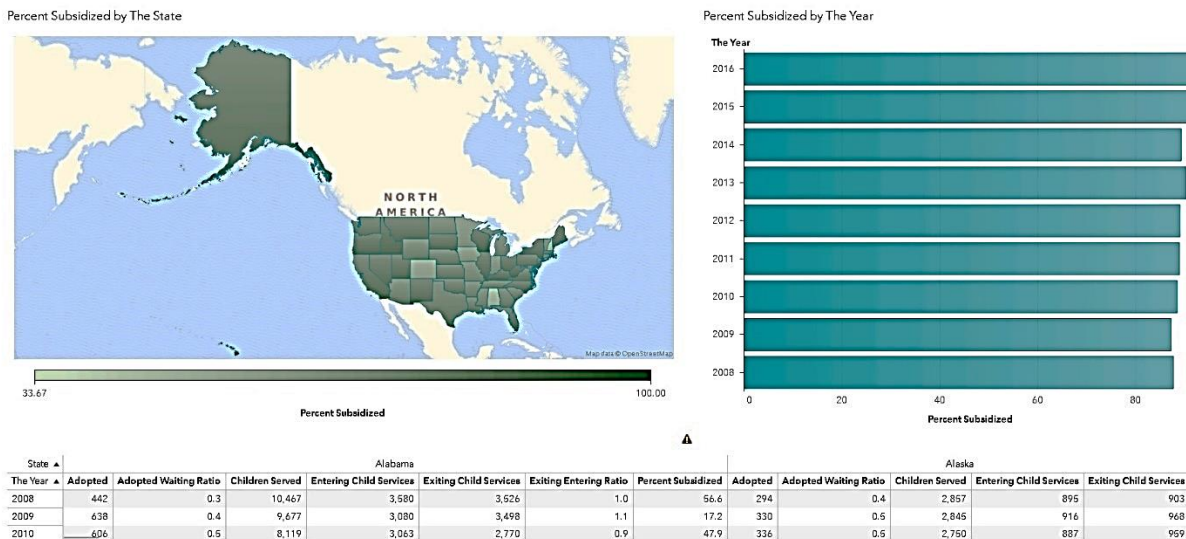 Percent Subsidized by The State
Percent Subsidized by The Year
NORTH
AMERICA
Map data © OpenStreetMap
33.67 100.00
Percent Subsidized
The Year
2016
2015
2014
2013
2012
2011
2010
2009
2008
0 20 40 60 80
Percent Subsidized
State ▲ Alabama Alaska
The Year ▲ Adopted Adopted Waiting Ratio Children Served Entering Child Services Exiting Child Services Exiting Entering Ratio Percent Subsidized Adopted Adopted Waiting Ratio Children Served Entering Child Services Exiting Child Services
2008 442 0.3 10,467 3,580 3,526 1.0 56.6 294 0.4 2,857 895 903
2009 638 0.4 9,677 3,080 3,498 1.1 17.2 330 0.5 2,845 916 968
2010 606 0.5 8,119 3,063 2,770 0.9 47.9 336 0.5 2,750 887 959